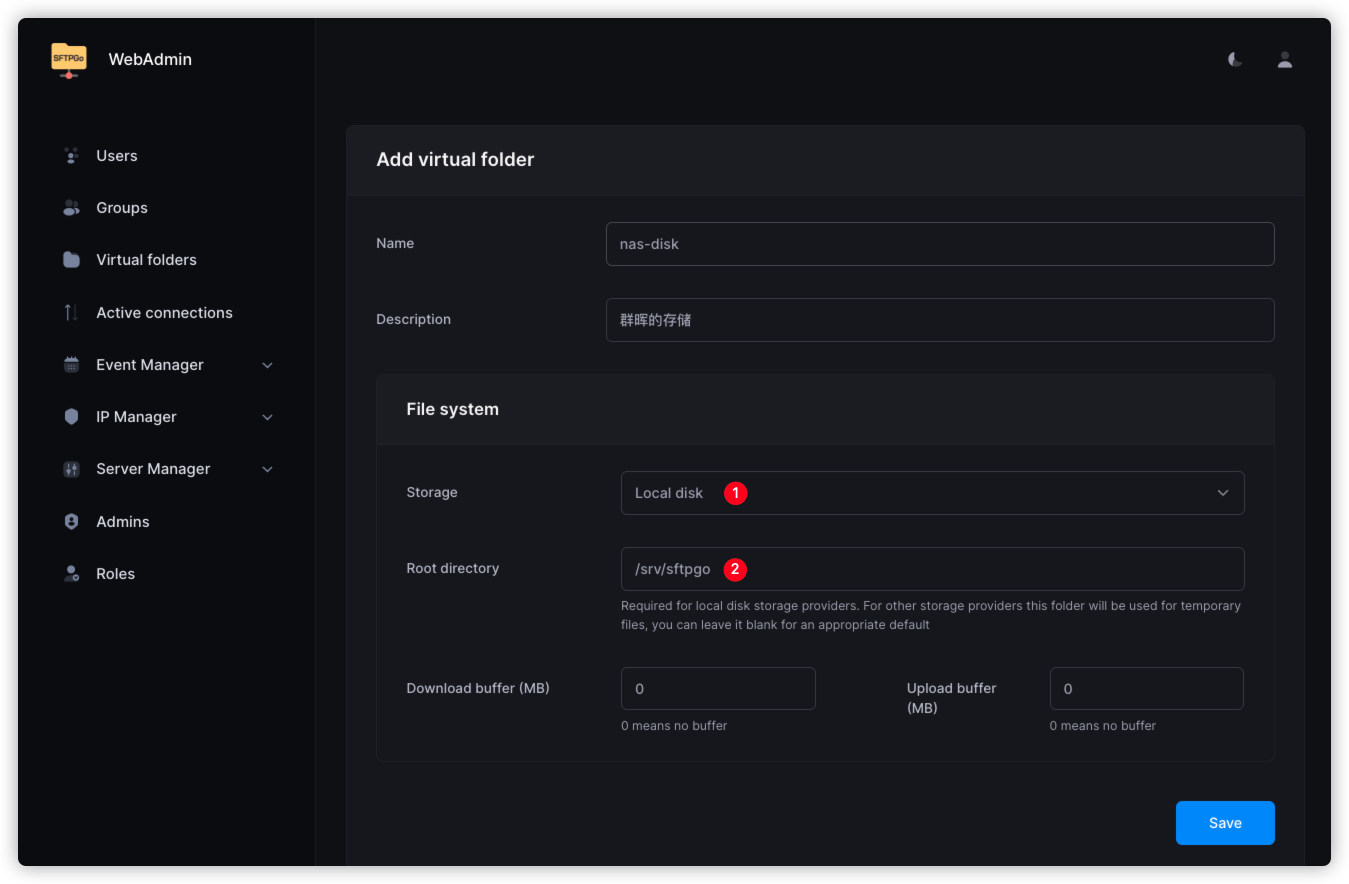 SFTPGo
WebAdmin
Users
Groups
Virtual folders
Active connections
Event Manager
IP Manager
Server Manager
Admins
Roles
Add virtual folder
Name
nas-disk
Description
群晖的存储
File system
Storage
Local disk
1
Root directory
/srv/sftpgo
2
Required for local disk storage providers. For other storage providers this folder will be used for temporary
files, you can leave it blank for an appropriate default
Download buffer (MB)
0
0 means no buffer
Upload buffer
(MB)
0
0 means no buffer
Save